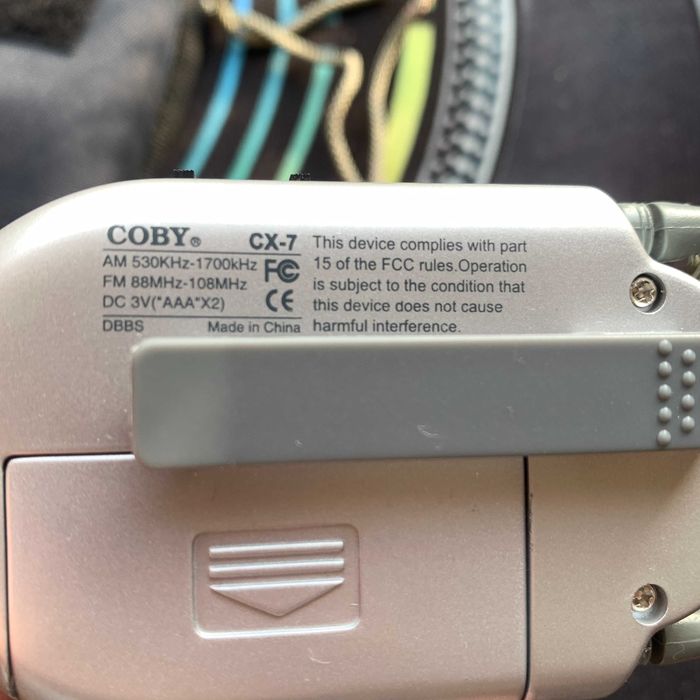 COBY® CX-7
AM 530KHz-1700kHz
FM 88MHz-108MHz
DC 3V("AAA"X2)
DBBS Made in China
FC
CE
This device complies with part
15 of the FCC rules.Operation
is subject to the condition that
this device does not cause
harmful interference.